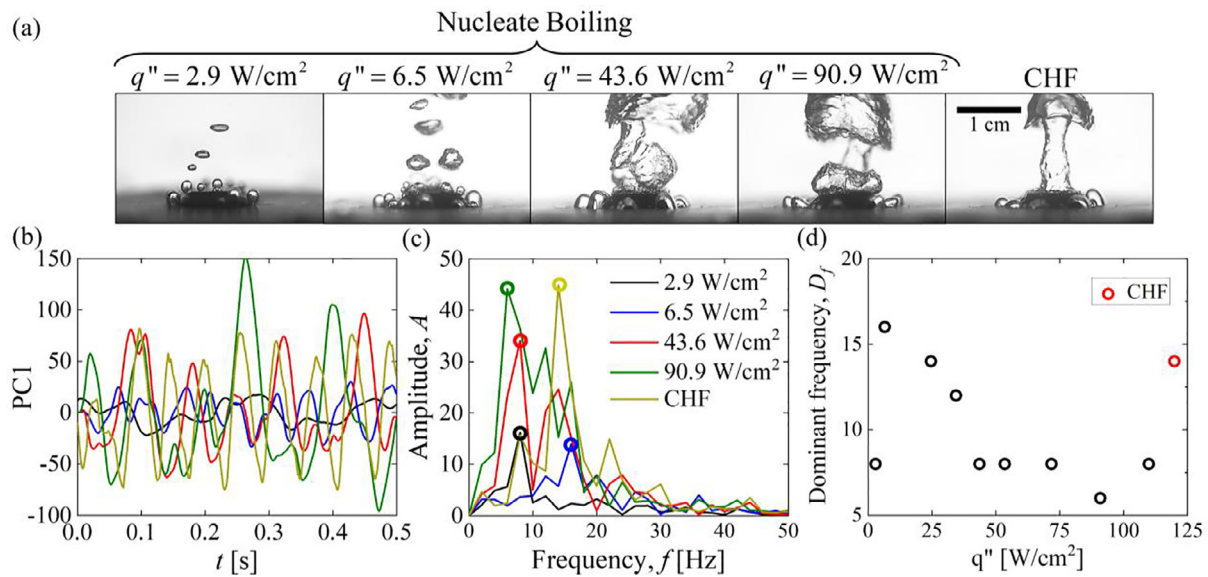 (a)
Nucleate Boiling
q" = 2.9 W/cm²
q" = 6.5 W/cm²
q" = 43.6 W/cm²
q" = 90.9 W/cm²
CHF
1 cm
(b)
150
100
50
0
-50
-100
0.0 0.1 0.2 0.3 0.4 0.5
PC1
t [s]
(c)
50
40
30
20
10
0
0 10 20 30 40 50
Amplitude, A
Frequency, f [Hz]
2.9 W/cm²
6.5 W/cm²
43.6 W/cm²
90.9 W/cm²
CHF
(d)
20
15
10
5
0 25 50 75 100 125
Dominant frequency, D_f
q" [W/cm²]
CHF